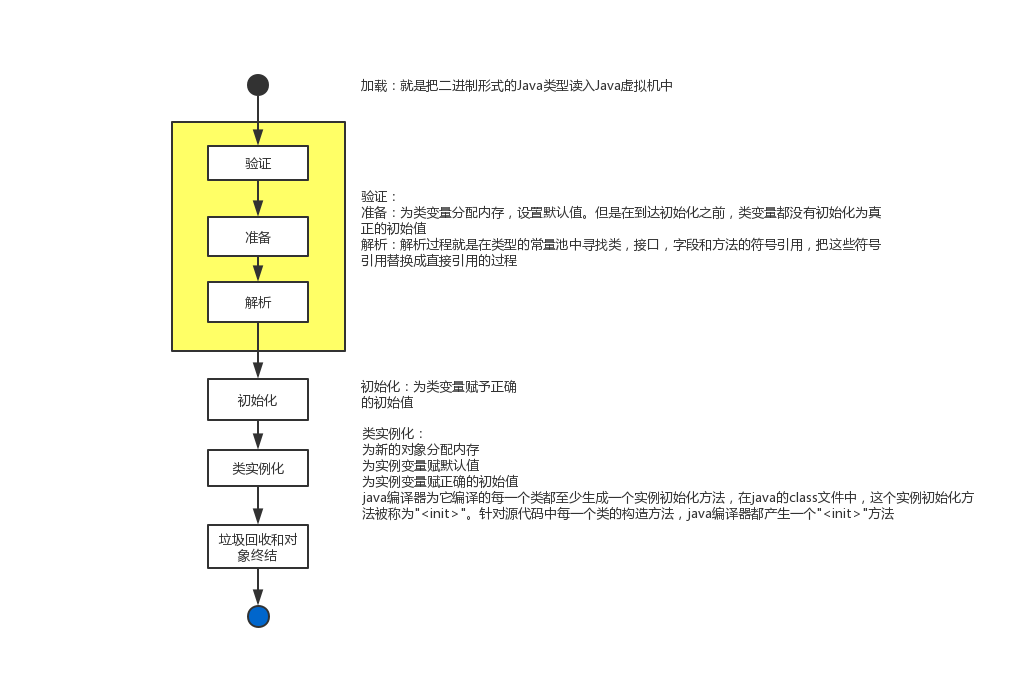 加载：就是把二进制形式的Java类型读入Java虚拟机中
验证
验证：
准备：为类变量分配内存，设置默认值。但是在到达初始化之前，类变量都没有初始化为真
正的初始值
准备
解析：解析过程就是在类型的常量池中寻找类，接口，字段和方法的符号引用，把这些符号
引用替换成直接引用的过程
解析
初始化：为类变量赋予正确
的初始值
初始化
类实例化：
为新的对象分配内存
为实例变量赋默认值
为实例变量赋正确的初始值
java编译器为它编译的每一个类都至少生成一个实例初始化方法，在java的class文件中，这个实例初始化方
法被称为"<init>"。针对源代码中每一个类的构造方法，java编译器都产生一个"<init>"方法
类实例化
垃圾回收和对
象终结